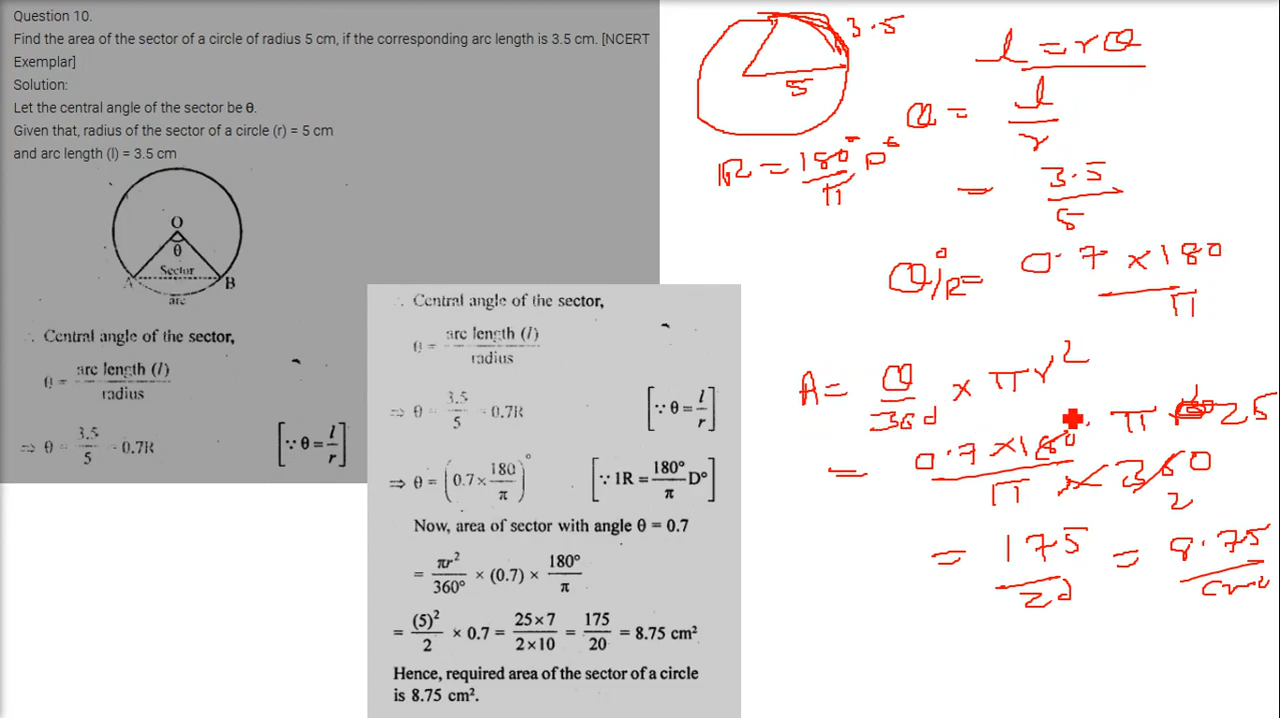 Question 10.
Find the area of the sector of a circle of radius 5 cm, if the corresponding arc length is 3.5 cm. [NCERT
Exemplar]
Solution:
Let the central angle of the sector be θ.
Given that, radius of the sector of a circle (r) = 5 cm
and arc length (l) = 3.5 cm
O
θ
Sector
A B
arc
∴ Central angle of the sector,
θ = arc length (l) / radius
⇒ θ = 3.5 / 5 = 0.7R [∵ θ = l/r]
∴ Central angle of the sector,
θ = arc length (l) / radius
⇒ θ = 3.5 / 5 = 0.7R [∵ θ = l/r]
⇒ θ = (0.7 × 180/π)° [∵ 1R = 180°/π D°]
Now, area of sector with angle θ = 0.7
= πr²/360° × (0.7) × 180°/π
= (5)²/2 × 0.7 = 25×7 / 2×10 = 175/20 = 8.75 cm²
Hence, required area of the sector of a circle
is 8.75 cm².
3.5
5
l = rθ
θ = l/r
R = 180°/π D°
= 3.5/5
θ/R = 0.7 × 180 / π
A = θ/360 × πr²
= 0.7 × 180 / π × 360 . π × 25
2
= 175/20 = 8.75 cm²